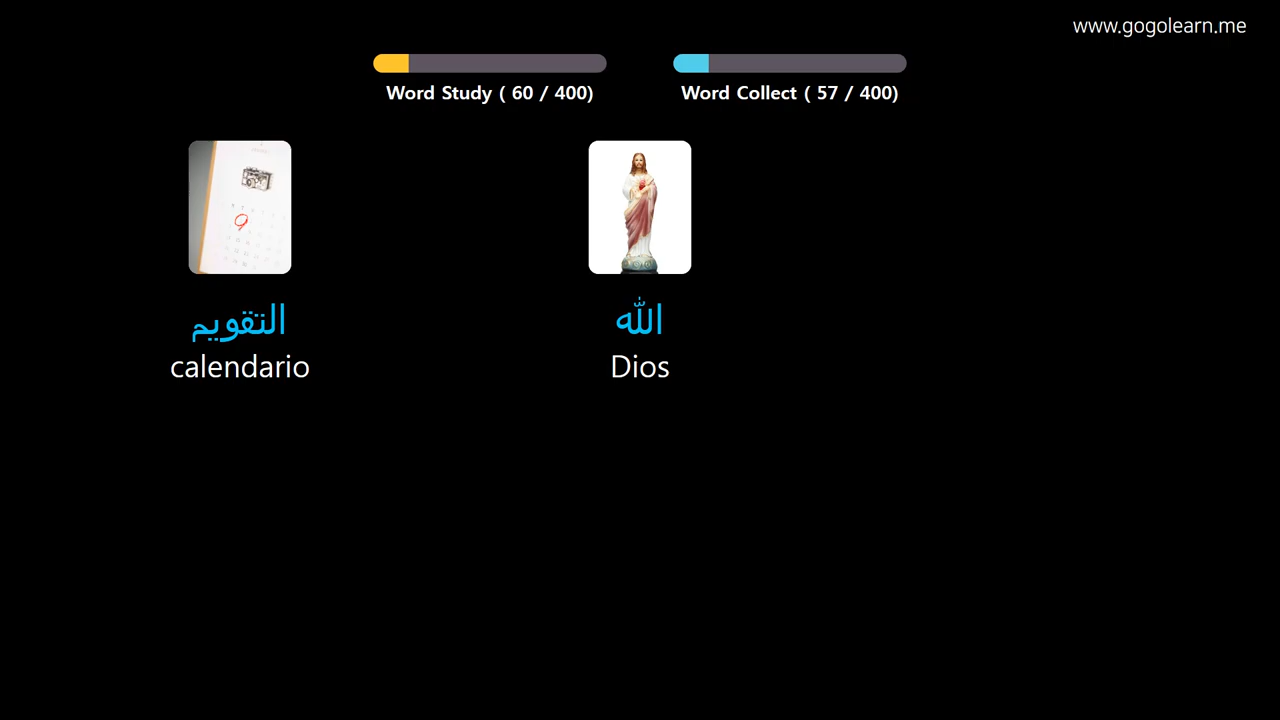 www.gogolearn.me
Word Study ( 60 / 400)
Word Collect ( 57 / 400)
التقويم
calendario
الله
Dios